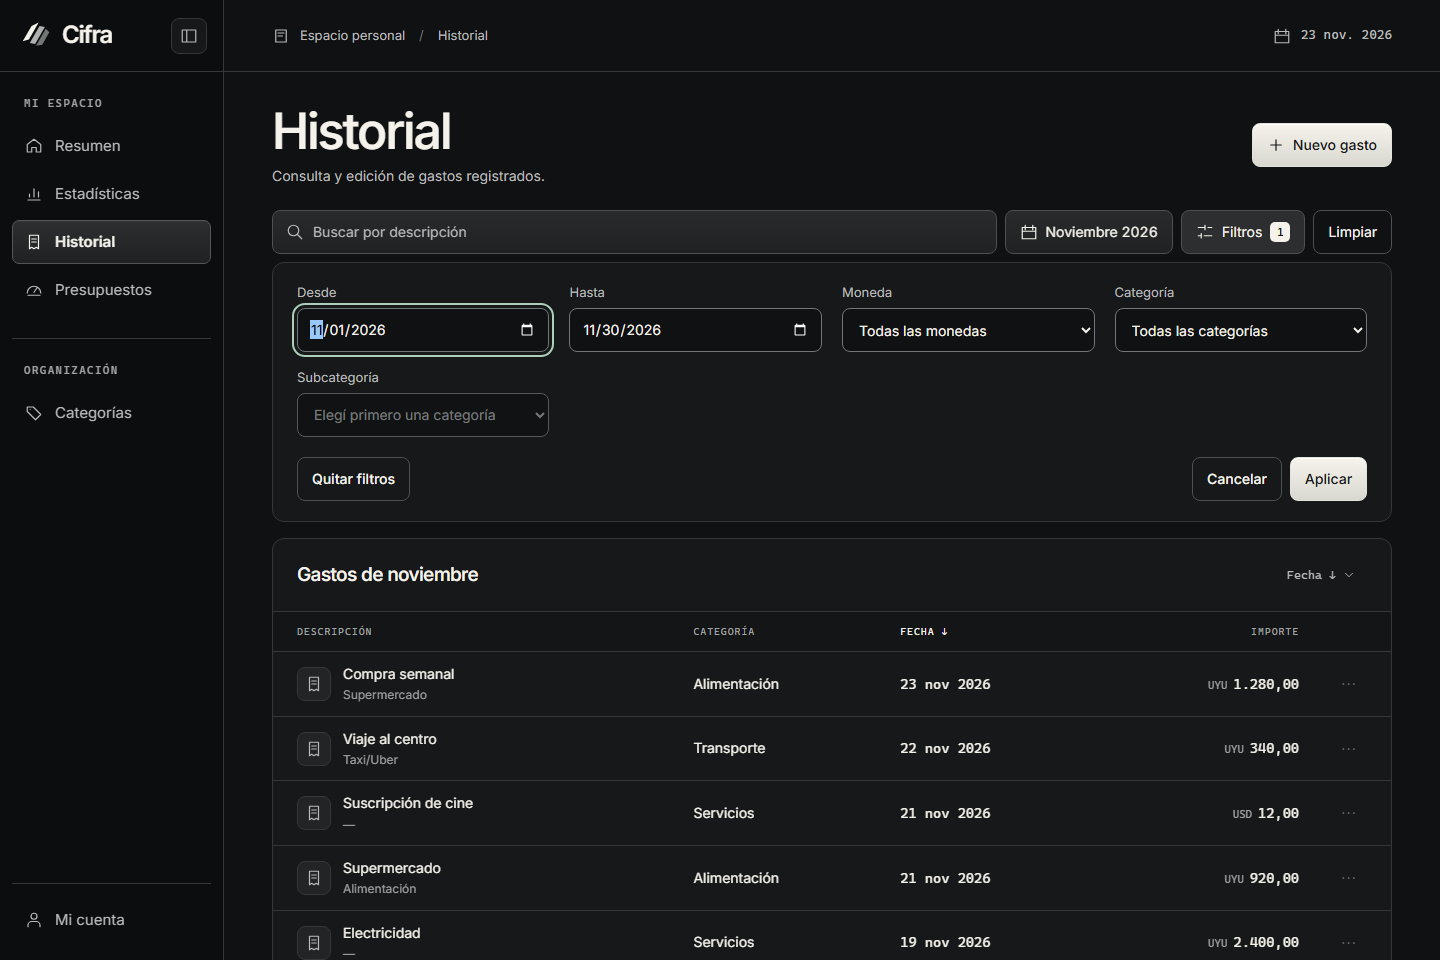 Cifra
Espacio personal / Historial
23 nov. 2026
MI ESPACIO
Resumen
Estadísticas
Historial
Presupuestos
ORGANIZACIÓN
Categorías
Mi cuenta
Historial
Consulta y edición de gastos registrados.
+ Nuevo gasto
Buscar por descripción
Noviembre 2026
Filtros 1
Limpiar
Desde
11/01/2026
Hasta
11/30/2026
Moneda
Todas las monedas
Categoría
Todas las categorías
Subcategoría
Elegí primero una categoría
Quitar filtros
Cancelar
Aplicar
Gastos de noviembre
Fecha ↓
DESCRIPCIÓN CATEGORÍA FECHA ↓ IMPORTE
Compra semanal
Supermercado
Alimentación 23 nov 2026 UYU 1.280,00 ...
Viaje al centro
Taxi/Uber
Transporte 22 nov 2026 UYU 340,00 ...
Suscripción de cine
—
Servicios 21 nov 2026 USD 12,00 ...
Supermercado
Alimentación
Alimentación 21 nov 2026 UYU 920,00 ...
Electricidad
—
Servicios 19 nov 2026 UYU 2.400,00 ...